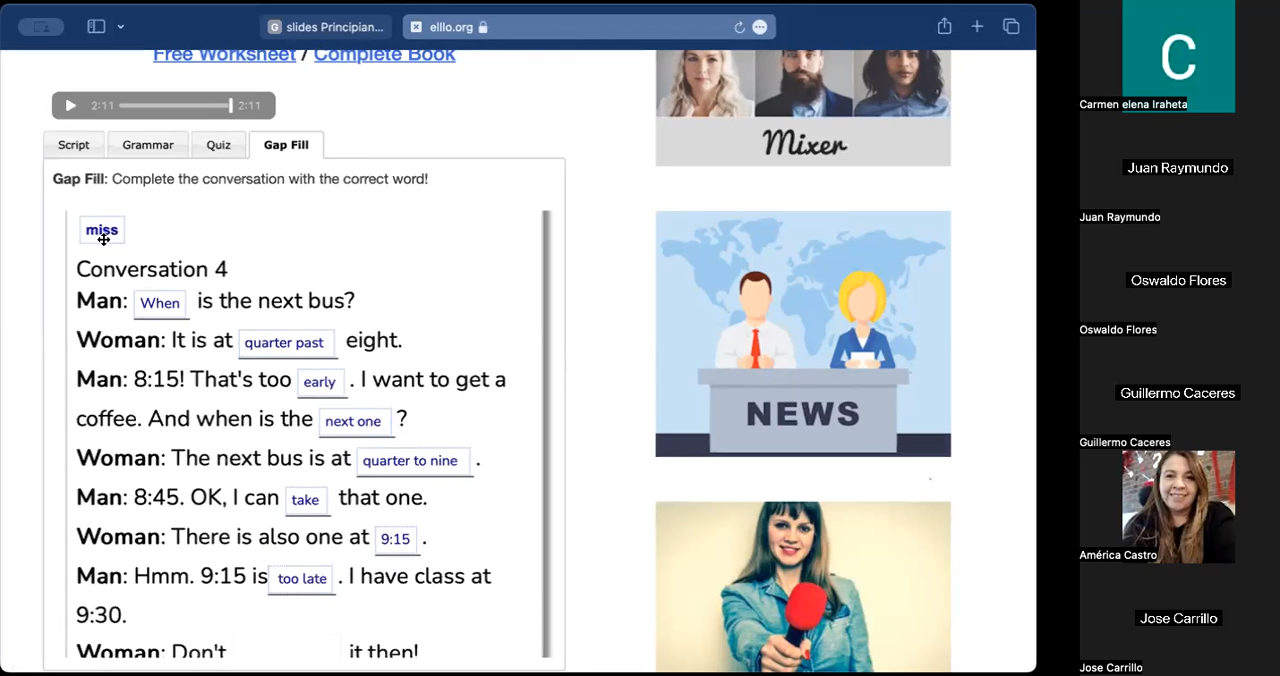 slides Principian...
elllo.org
Free Worksheet / Complete Book
2:11
2:11
Script
Grammar
Quiz
Gap Fill
Gap Fill: Complete the conversation with the correct word!
miss
Conversation 4
Man: When is the next bus?
Woman: It is at quarter past eight.
Man: 8:15! That's too early . I want to get a
coffee. And when is the next one ?
Woman: The next bus is at quarter to nine .
Man: 8:45. OK, I can take that one.
Woman: There is also one at 9:15 .
Man: Hmm. 9:15 is too late . I have class at
9:30.
Woman: Don't it then!
Mixer
NEWS
C
Carmen elena Iraheta
Juan Raymundo
Juan Raymundo
Oswaldo Flores
Oswaldo Flores
Guillermo Caceres
Guillermo Caceres
América Castro
Jose Carrillo
Jose Carrillo